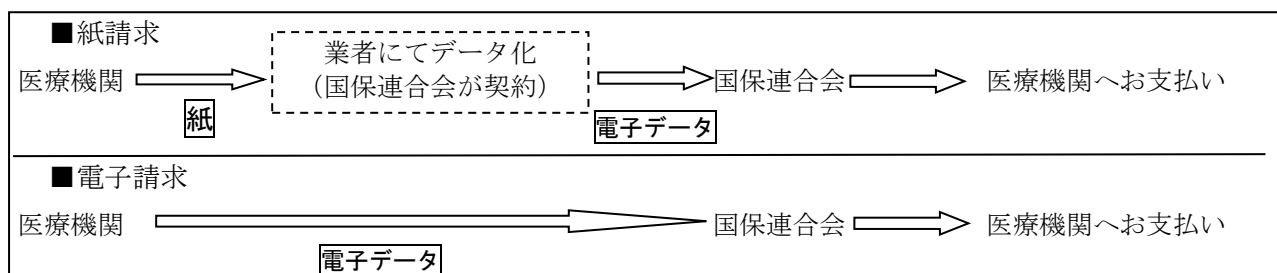 ■紙請求
医療機関
紙
業者にてデータ化
（国保連合会が契約）
電子データ
国保連合会
医療機関へお支払い
■電子請求
医療機関
電子データ
国保連合会
医療機関へお支払い